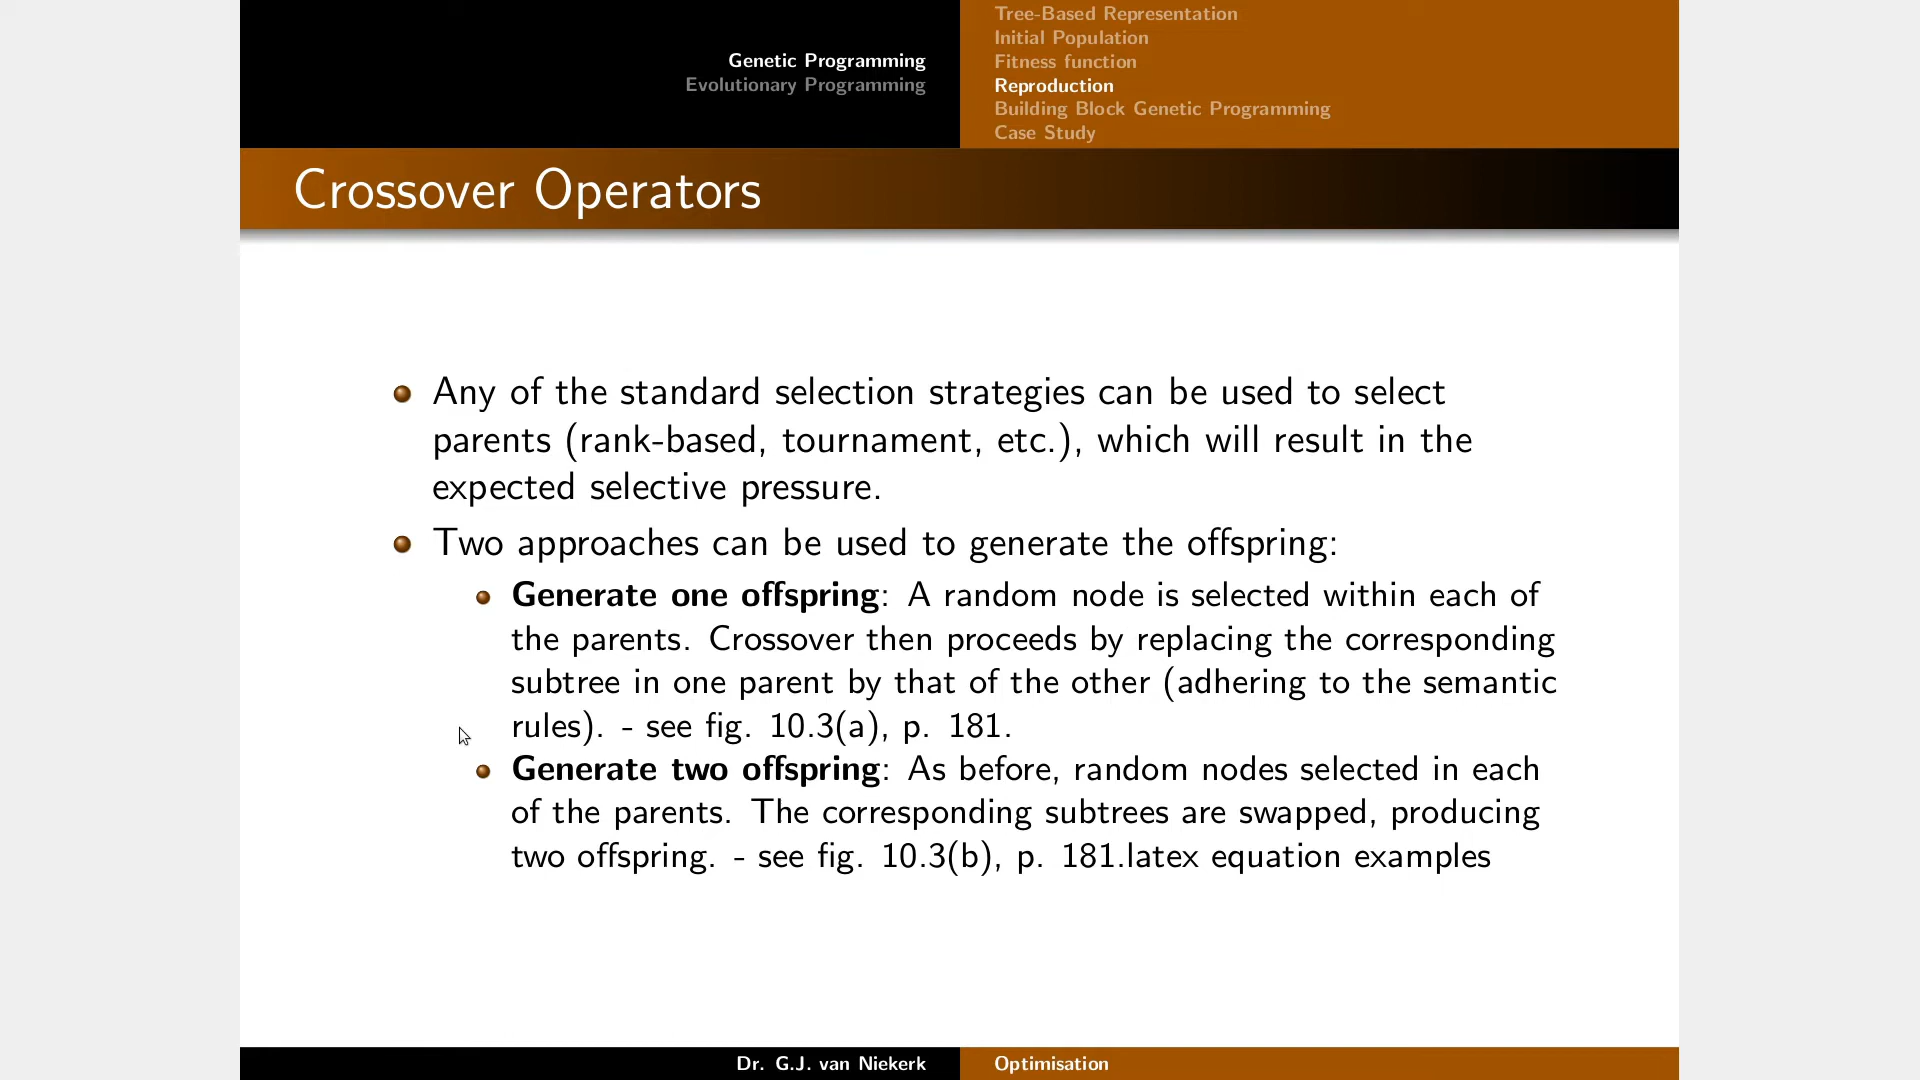 Genetic Programming
Evolutionary Programming
Tree-Based Representation
Initial Population
Fitness function
Reproduction
Building Block Genetic Programming
Case Study
Crossover Operators
Any of the standard selection strategies can be used to select
parents (rank-based, tournament, etc.), which will result in the
expected selective pressure.
Two approaches can be used to generate the offspring:
Generate one offspring: A random node is selected within each of
the parents. Crossover then proceeds by replacing the corresponding
subtree in one parent by that of the other (adhering to the semantic
rules). - see fig. 10.3(a), p. 181.
Generate two offspring: As before, random nodes selected in each
of the parents. The corresponding subtrees are swapped, producing
two offspring. - see fig. 10.3(b), p. 181.latex equation examples
Dr. G.J. van Niekerk
Optimisation